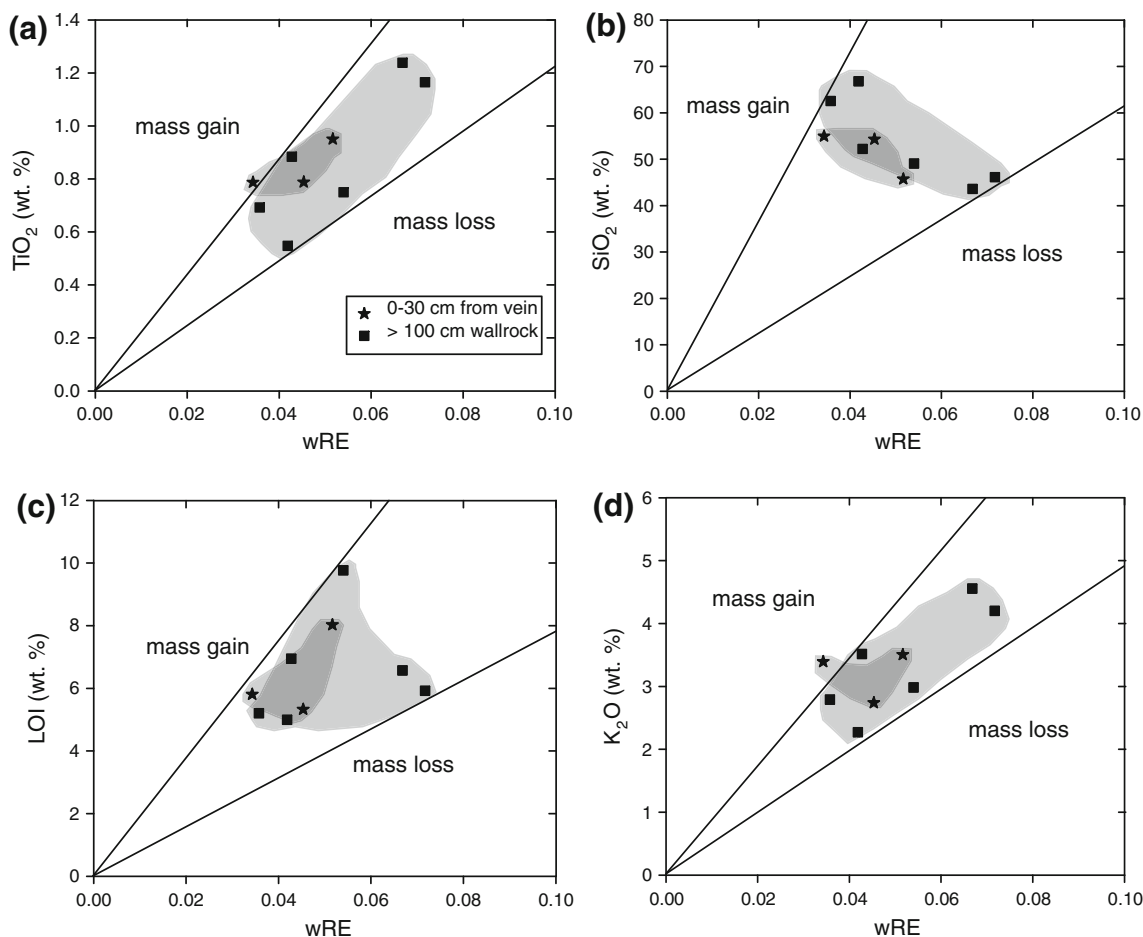 (a)
1.4
1.2
1.0
0.8
0.6
0.4
0.2
0.0
TiO2 (wt. %)
mass gain
mass loss
0-30 cm from vein
> 100 cm wallrock
0.00 0.02 0.04 0.06 0.08 0.10
wRE
(b)
80
70
60
50
40
30
20
10
0
SiO2 (wt. %)
mass gain
mass loss
0.00 0.02 0.04 0.06 0.08 0.10
wRE
(c)
12
10
8
6
4
2
0
LOI (wt. %)
mass gain
mass loss
0.00 0.02 0.04 0.06 0.08 0.10
wRE
(d)
6
5
4
3
2
1
0
K2O (wt. %)
mass gain
mass loss
0.00 0.02 0.04 0.06 0.08 0.10
wRE